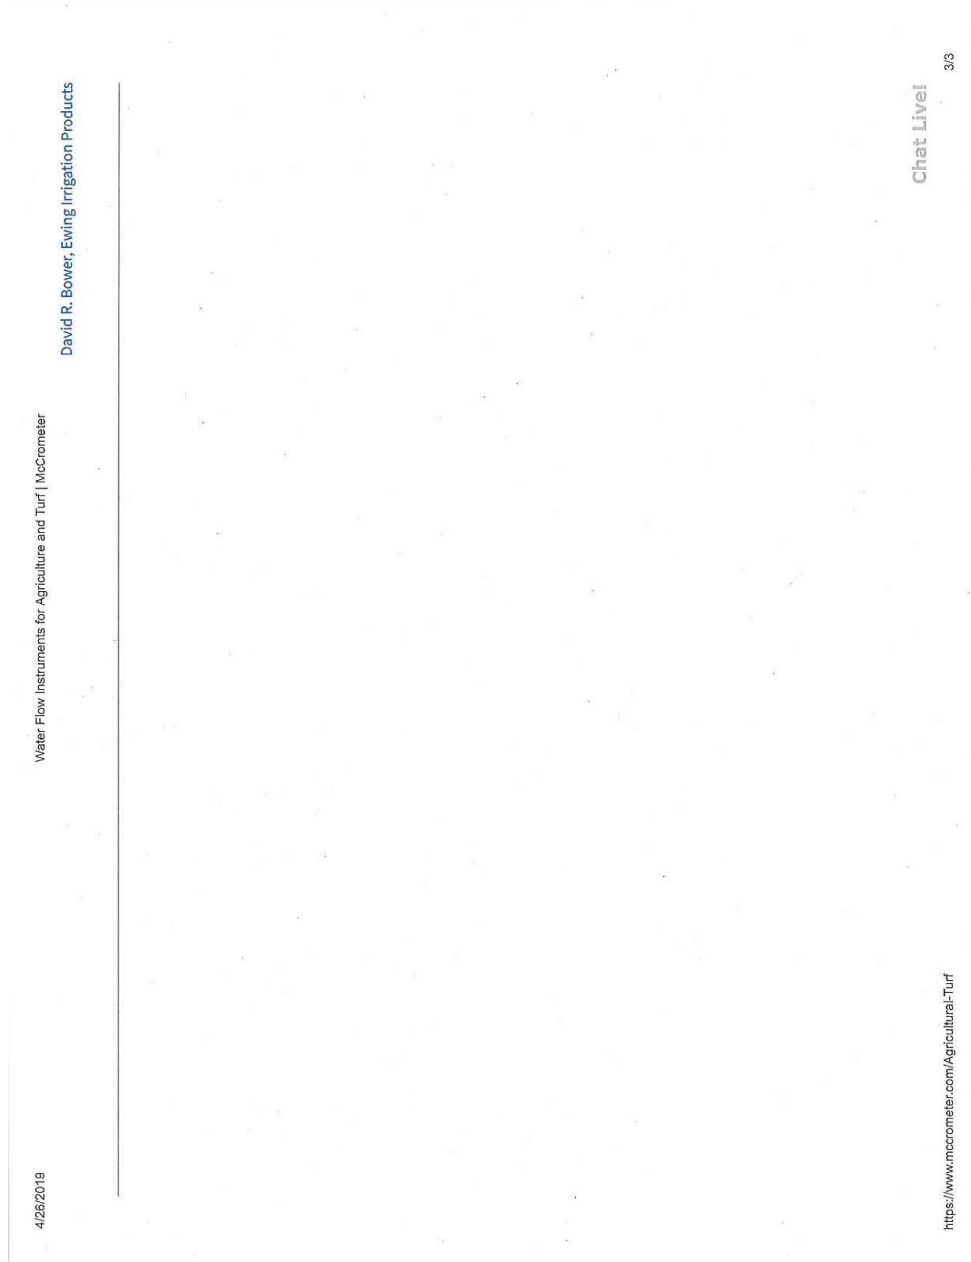 4/26/2019
Water Flow Instruments for Agriculture and Turf | McCrometer
David R. Bower, Ewing Irrigation Products
Chat Live!
https://www.mccrometer.com/Agricultural-Turf
3/3